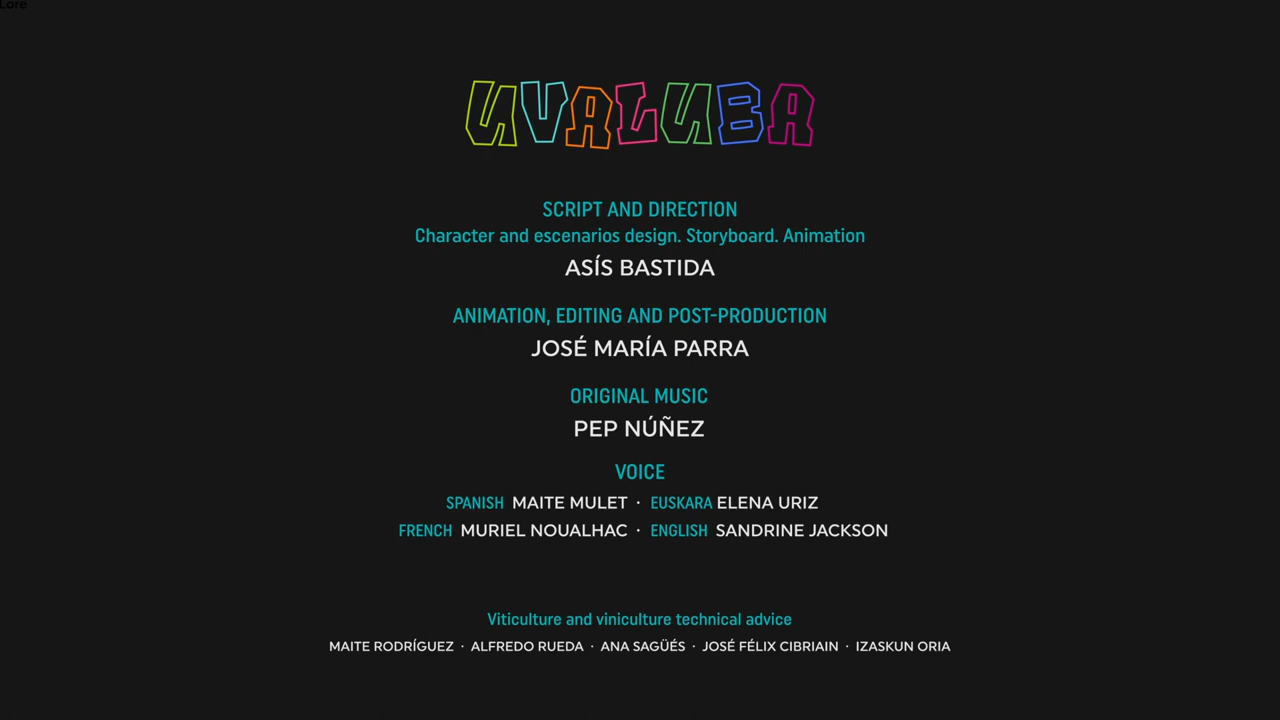 Lore
UVALUBA
SCRIPT AND DIRECTION
Character and escenarios design. Storyboard. Animation
ASÍS BASTIDA
ANIMATION, EDITING AND POST-PRODUCTION
JOSÉ MARÍA PARRA
ORIGINAL MUSIC
PEP NÚÑEZ
VOICE
SPANISH MAITE MULET · EUSKARA ELENA URIZ
FRENCH MURIEL NOUALHAC · ENGLISH SANDRINE JACKSON
Viticulture and viniculture technical advice
MAITE RODRÍGUEZ · ALFREDO RUEDA · ANA SAGÜÉS · JOSÉ FÉLIX CIBRIAIN · IZASKUN ORIA